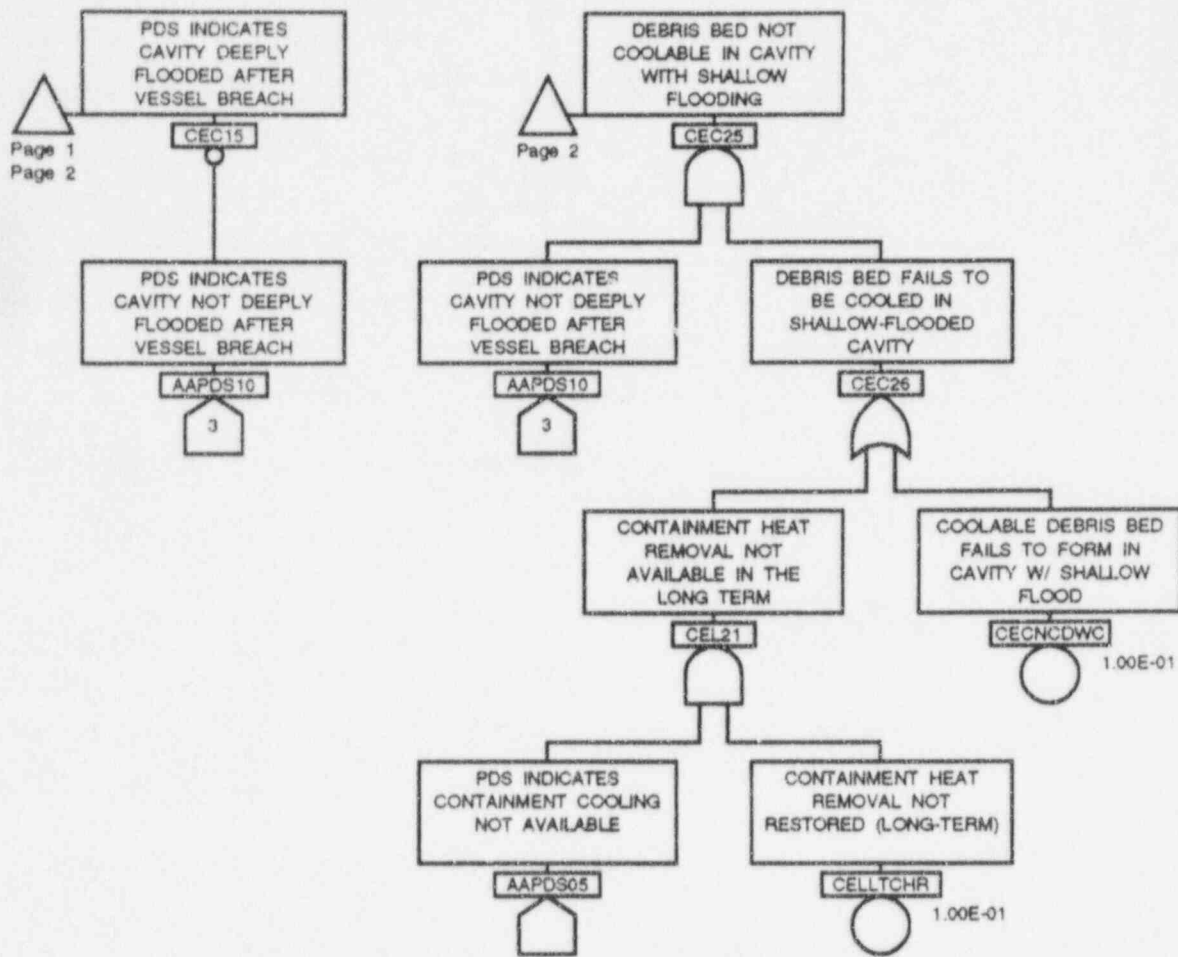 PDS INDICATES
CAVITY DEEPLY
FLOODED AFTER
VESSEL BREACH
Page 1
Page 2
CEC15
DEBRIS BED NOT
COOLABLE IN CAVITY
WITH SHALLOW
FLOODING
Page 2
CEC25
PDS INDICATES
CAVITY NOT DEEPLY
FLOODED AFTER
VESSEL BREACH
AAPDS10
3
PDS INDICATES
CAVITY NOT DEEPLY
FLOODED AFTER
VESSEL BREACH
AAPDS10
3
DEBRIS BED FAILS TO
BE COOLED IN
SHALLOW-FLOODED
CAVITY
CEC26
CONTAINMENT HEAT
REMOVAL NOT
AVAILABLE IN THE
LONG TERM
CEL21
COOLABLE DEBRIS BED
FAILS TO FORM IN
CAVITY W/ SHALLOW
FLOOD
CECNCDWC
1.00E-01
PDS INDICATES
CONTAINMENT COOLING
NOT AVAILABLE
AAPDS05
CONTAINMENT HEAT
REMOVAL NOT
RESTORED (LONG-TERM)
CELLTCHR
1.00E-01